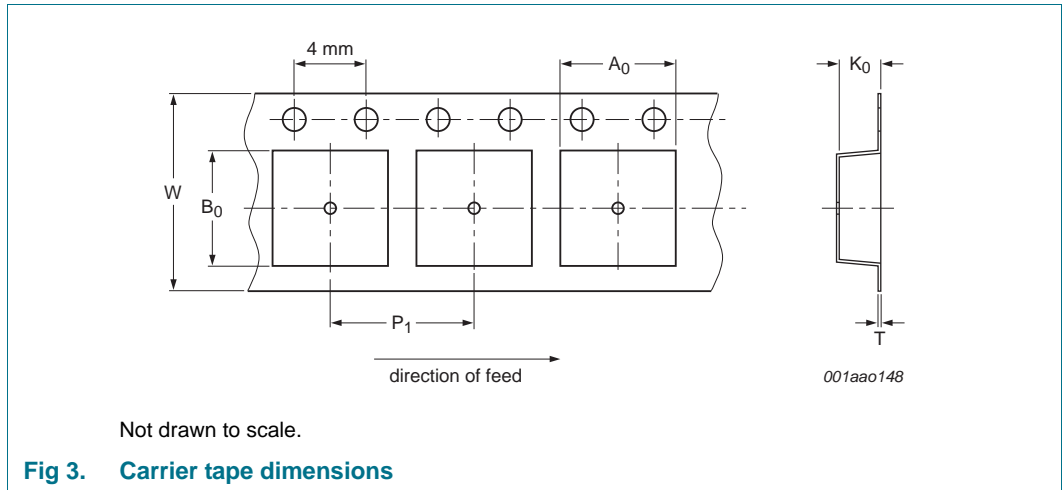 4 mm
A0
K0
W
B0
P1
T
direction of feed
001aao148
Not drawn to scale.
Fig 3. Carrier tape dimensions